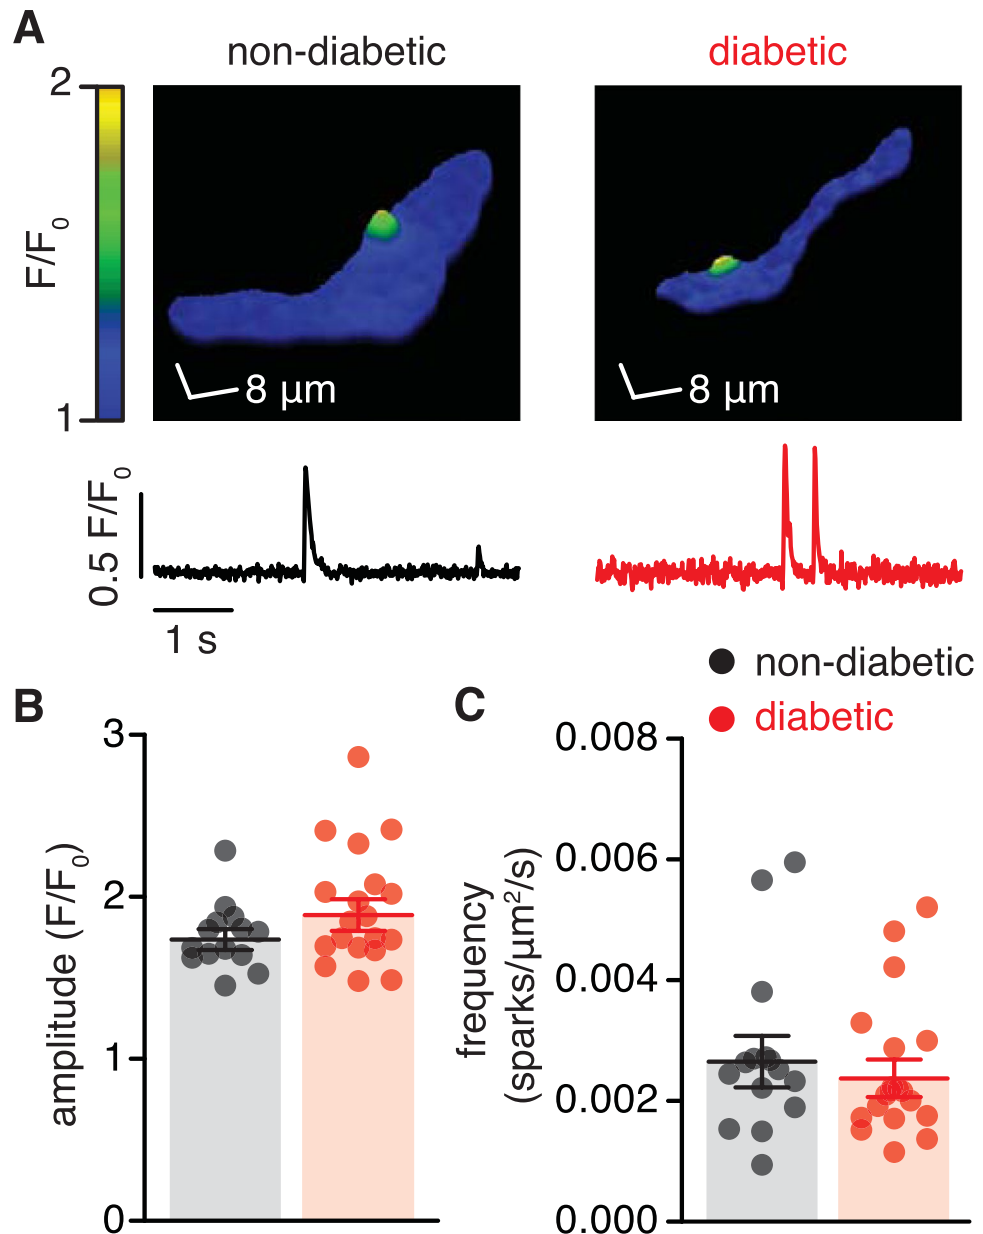 A
non-diabetic
diabetic
2
F/F0
1
8 μm
8 μm
0.5 F/F0
1 s
non-diabetic
diabetic
B
3
2
1
0
amplitude (F/F0)
C
0.008
0.006
0.004
0.002
0.000
frequency
(sparks/μm²/s)